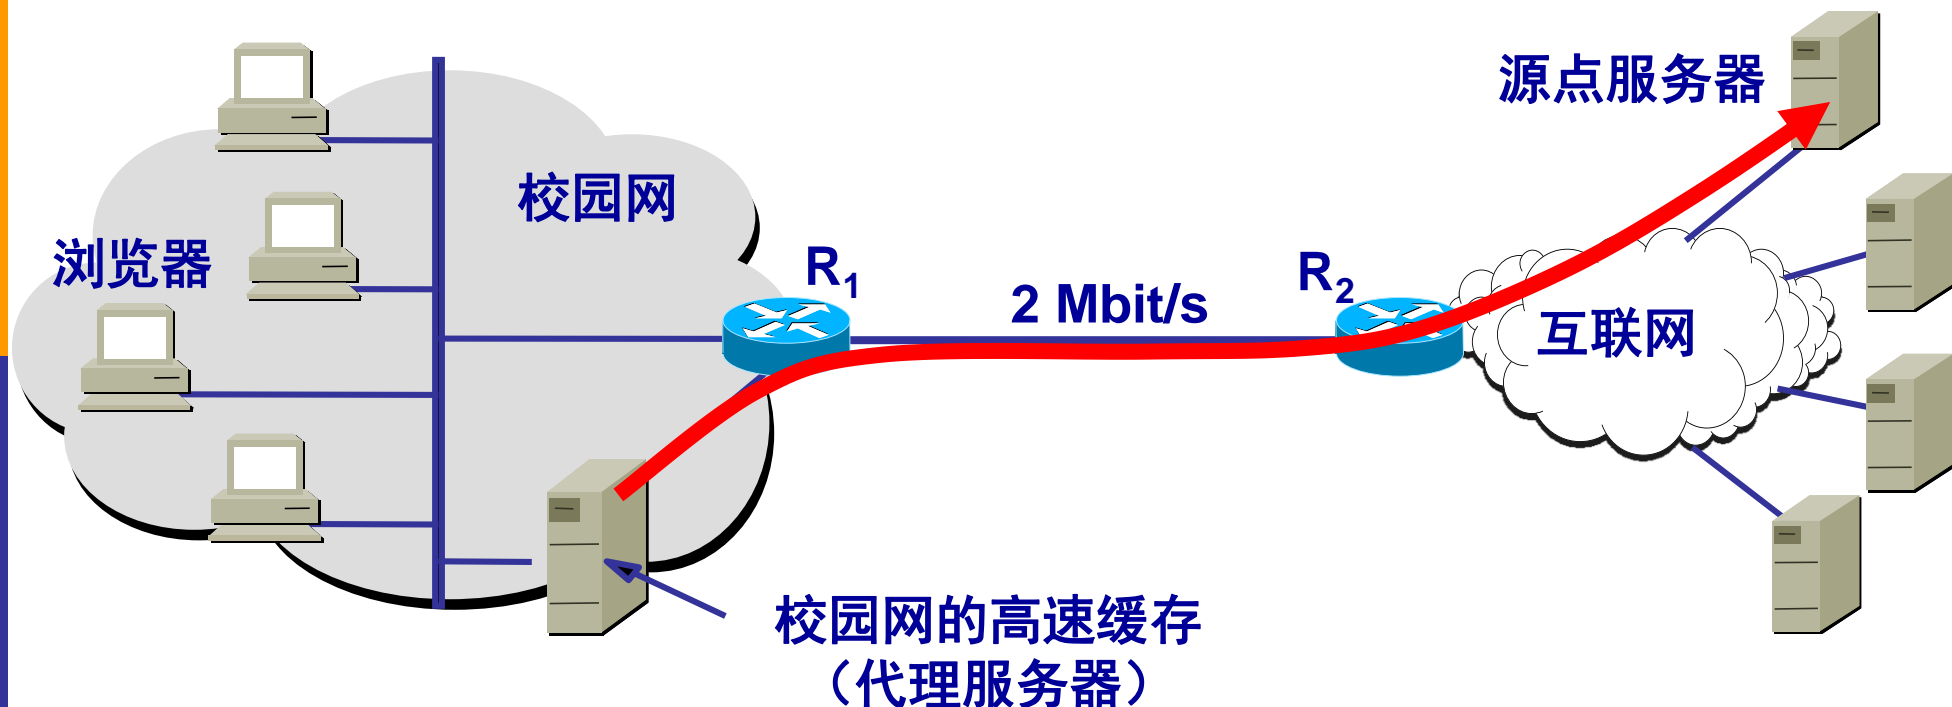 源点服务器
校园网
浏览器
R1
R2
2 Mbit/s
互联网
校园网的高速缓存
（代理服务器）